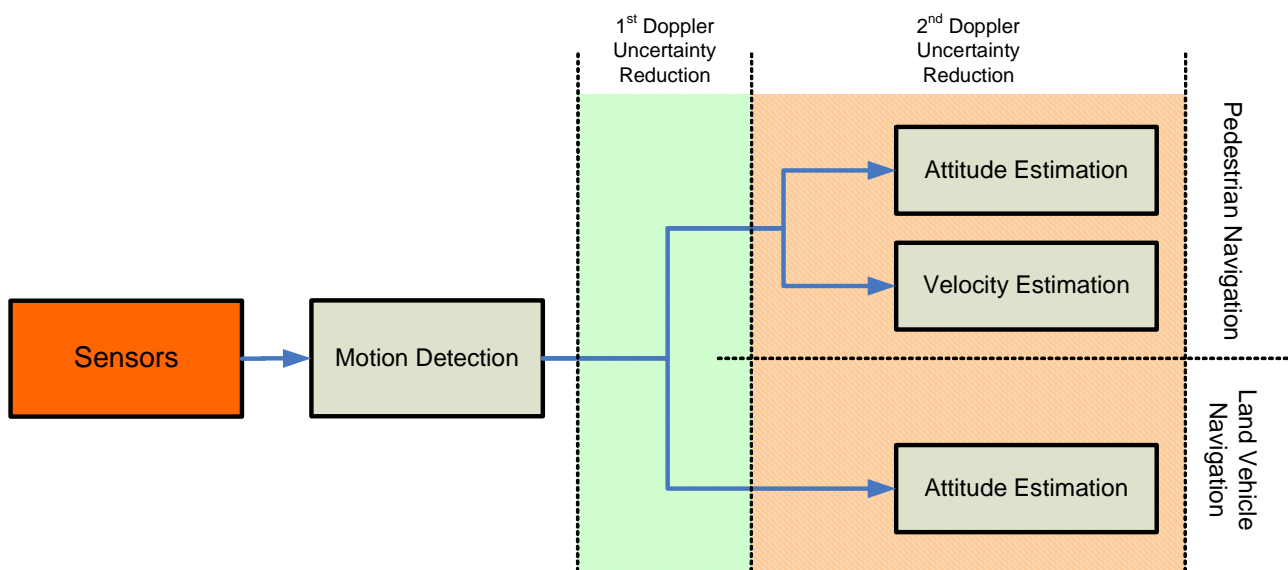 1st Doppler
Uncertainty
Reduction
2nd Doppler
Uncertainty
Reduction
Attitude Estimation
Velocity Estimation
Pedestrian Navigation
Sensors
Motion Detection
Attitude Estimation
Land Vehicle
Navigation